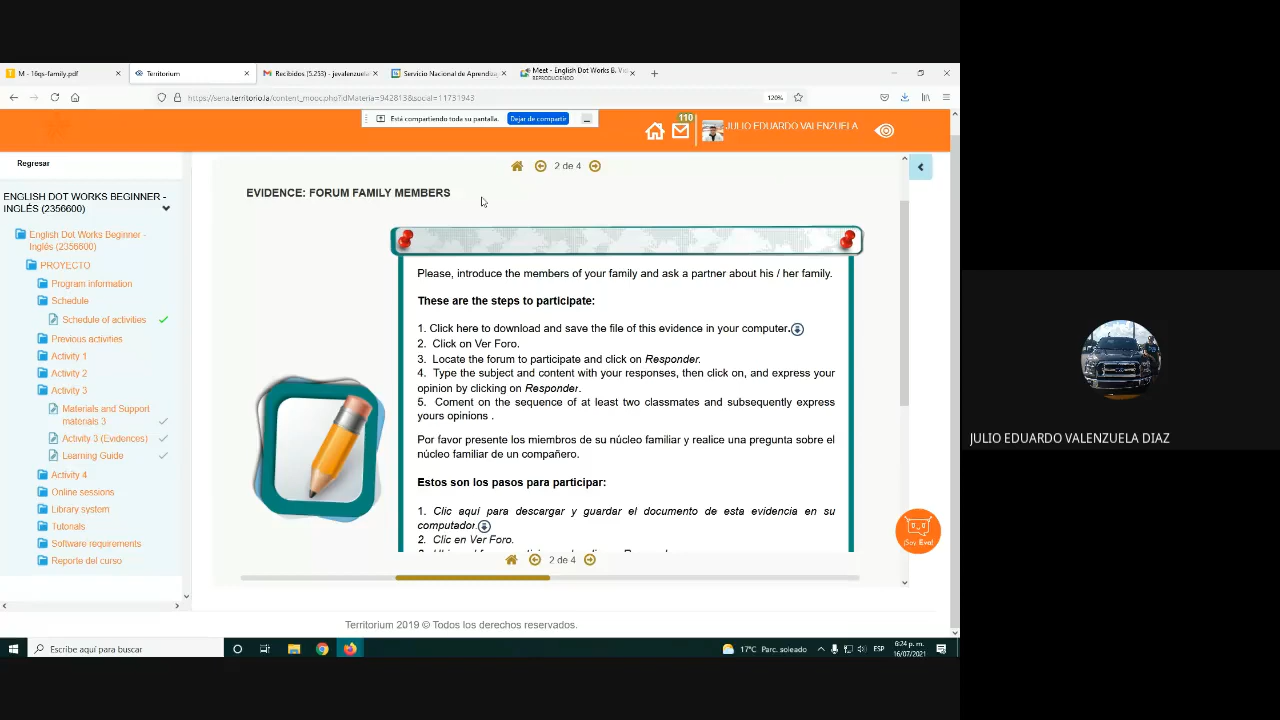 M - 16qs-family.pdf
Territorium
Recibidos (5.253) - jevalenzuela
Servicio Nacional de Aprendizaj
Meet - English Dot Works B. Vis
REPRODUCIENDO
https://sena.territorio.la/content_mooc.php?idMateria=942813&social=11731943
120%
Está compartiendo toda su pantalla.
Dejar de compartir
110
JULIO EDUARDO VALENZUELA
Regresar
2 de 4
ENGLISH DOT WORKS BEGINNER -
INGLÉS (2356600)
English Dot Works Beginner -
Inglés (2356600)
PROYECTO
Program information
Schedule
Schedule of activities
Previous activities
Activity 1
Activity 2
Activity 3
Materials and Support
materials 3
Activity 3 (Evidences)
Learning Guide
Activity 4
Online sessions
Library system
Tutorials
Software requirements
Reporte del curso
EVIDENCE: FORUM FAMILY MEMBERS
Please, introduce the members of your family and ask a partner about his / her family.
These are the steps to participate:
1. Click here to download and save the file of this evidence in your computer.
2. Click on Ver Foro.
3. Locate the forum to participate and click on Responder.
4. Type the subject and content with your responses, then click on, and express your
opinion by clicking on Responder.
5. Coment on the sequence of at least two classmates and subsequently express
yours opinions .
Por favor presente los miembros de su núcleo familiar y realice una pregunta sobre el
núcleo familiar de un compañero.
Estos son los pasos para participar:
1. Clic aquí para descargar y guardar el documento de esta evidencia en su
computador.
2. Clic en Ver Foro.
2 de 4
¡Soy Eva!
Territorium 2019 © Todos los derechos reservados.
JULIO EDUARDO VALENZUELA DIAZ
Escribe aquí para buscar
17°C Parc. soleado
ESP
6:24 p. m.
16/07/2021